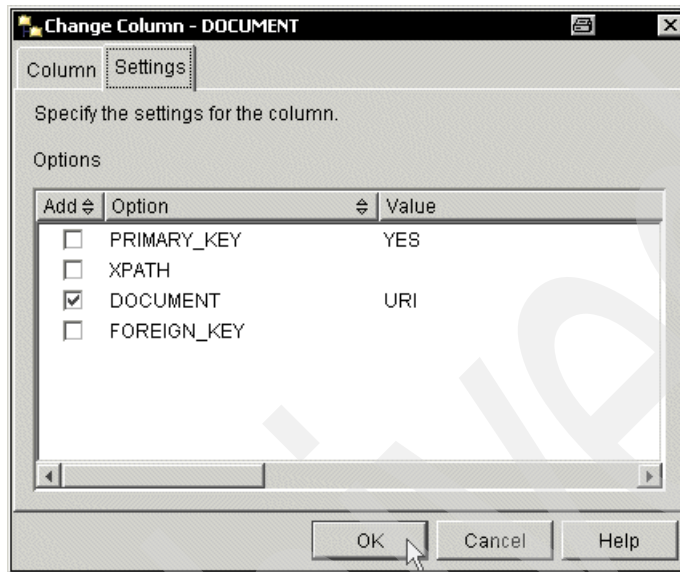 Change Column - DOCUMENT
Column Settings
Specify the settings for the column.
Options
Add Option Value
PRIMARY_KEY YES
XPATH
DOCUMENT URI
FOREIGN_KEY
OK Cancel Help